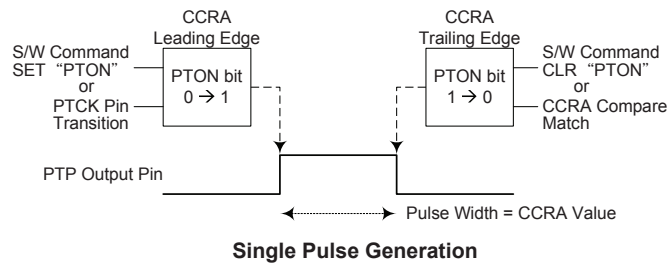 CCRA
Leading Edge
S/W Command
SET “PTON”
or
PTCK Pin
Transition
PTON bit
0 → 1
CCRA
Trailing Edge
PTON bit
1 → 0
S/W Command
CLR “PTON”
or
CCRA Compare
Match
PTP Output Pin
Pulse Width = CCRA Value
Single Pulse Generation